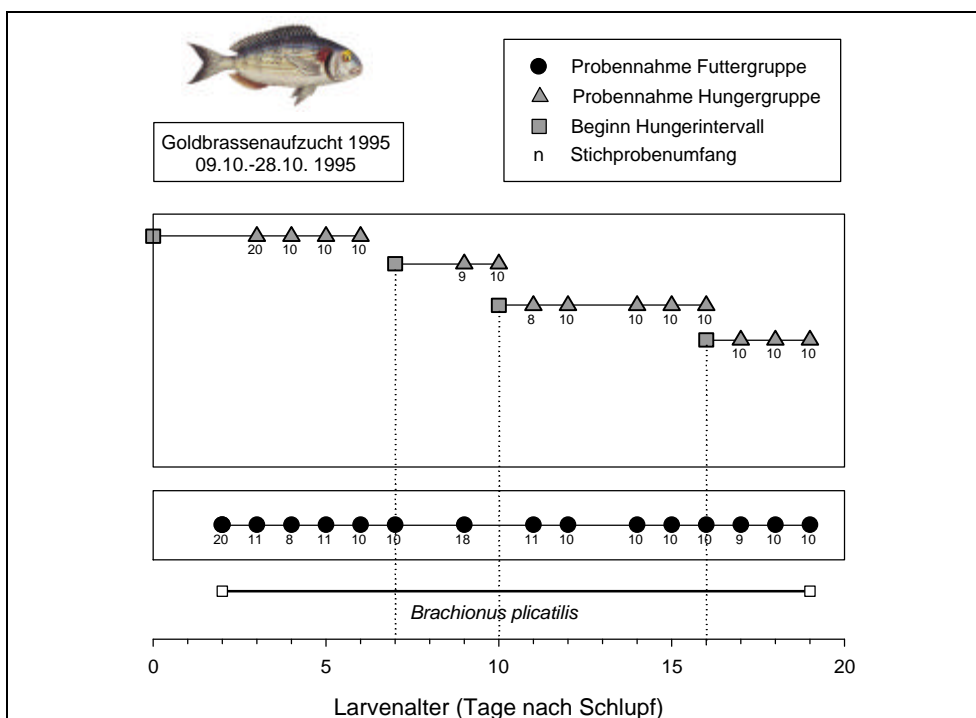 Goldbrassenaufzucht 1995
09.10.-28.10. 1995
Probennahme Futtergruppe
Probennahme Hungergruppe
Beginn Hungerintervall
n Stichprobenumfang
20 10 10 10
9 10
8 10 10 10 10
10 10 10
20 11 8 11 10 10 18 11 10 10 10 10 9 10 10
Brachionus plicatilis
0 5 10 15 20
Larvenalter (Tage nach Schlupf)